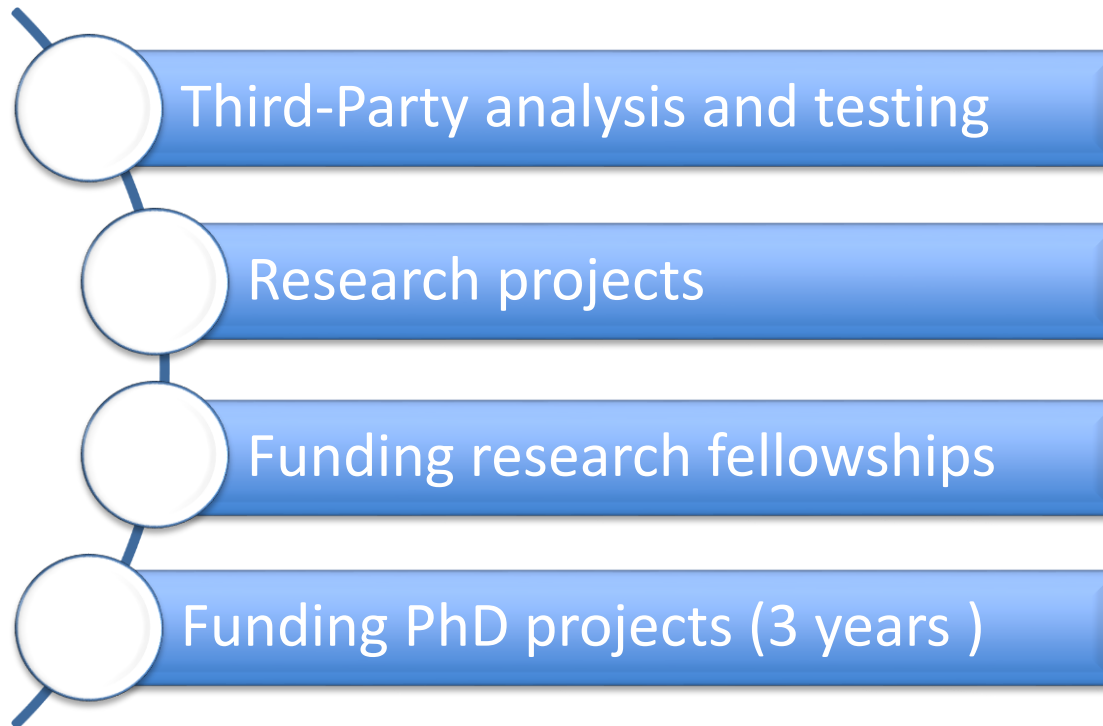 Third-Party analysis and testing
Research projects
Funding research fellowships
Funding PhD projects (3 years )